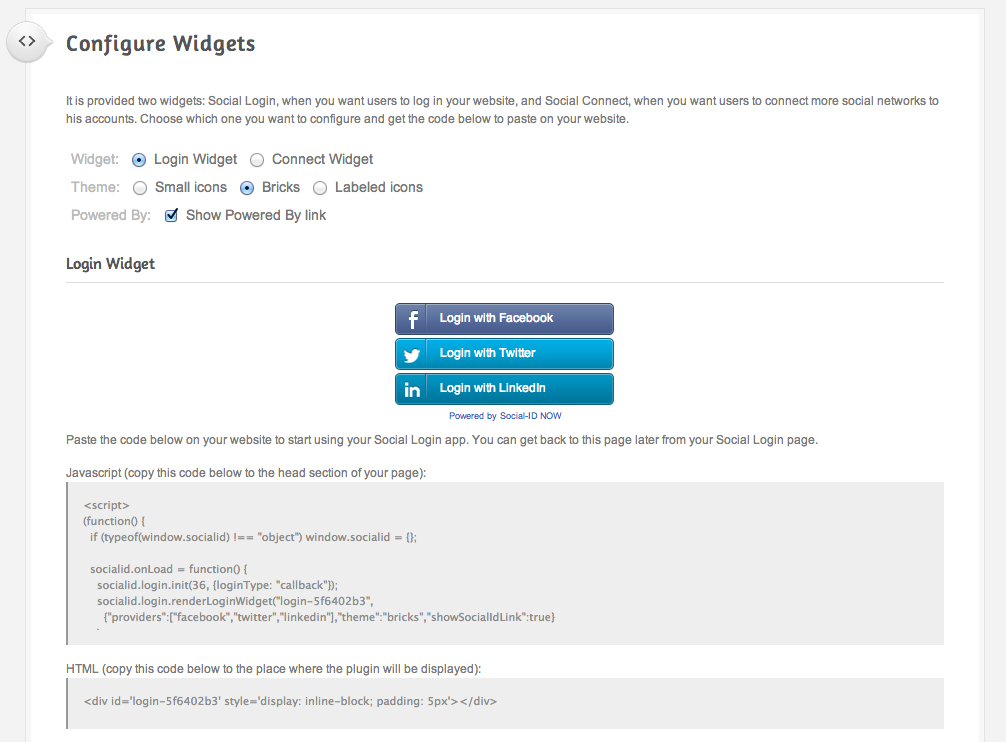 <>
Configure Widgets
It is provided two widgets: Social Login, when you want users to log in your website, and Social Connect, when you want users to connect more social networks to
his accounts. Choose which one you want to configure and get the code below to paste on your website.
Widget: Login Widget Connect Widget
Theme: Small icons Bricks Labeled icons
Powered By: Show Powered By link
Login Widget
f Login with Facebook
Login with Twitter
in Login with LinkedIn
Powered by Social-ID NOW
Paste the code below on your website to start using your Social Login app. You can get back to this page later from your Social Login page.
Javascript (copy this code below to the head section of your page):
<script>
(function() {
if (typeof(window.socialid) !== "object") window.socialid = {};
socialid.onLoad = function() {
socialid.login.init(36, {loginType: "callback"});
socialid.login.renderLoginWidget("login-5f6402b3",
{"providers":["facebook","twitter","linkedin"],"theme":"bricks","showSocialIdLink":true}
HTML (copy this code below to the place where the plugin will be displayed):
<div id='login-5f6402b3' style='display: inline-block; padding: 5px'></div>